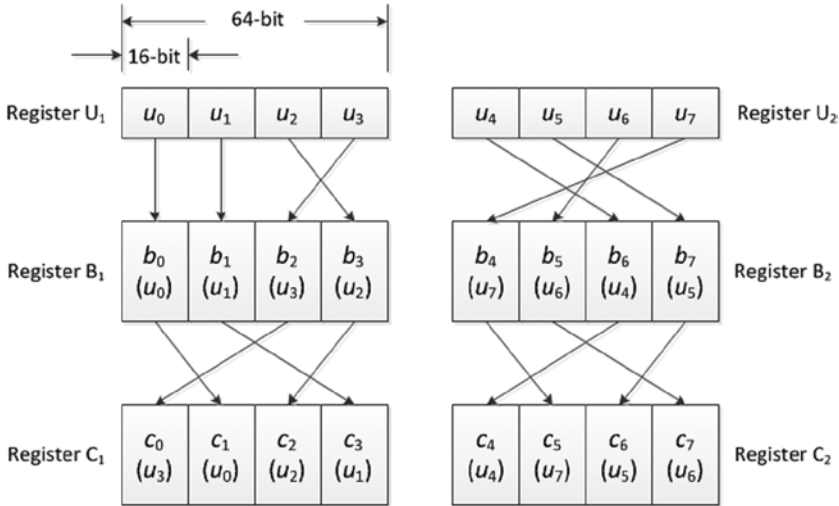 64-bit
16-bit
Register U₁ u₀ u₁ u₂ u₃ u₄ u₅ u₆ u₇ Register U₂
Register B₁ b₀ b₁ b₂ b₃ b₄ b₅ b₆ b₇ Register B₂
(u₀) (u₁) (u₃) (u₂) (u₇) (u₆) (u₄) (u₅)
Register C₁ c₀ c₁ c₂ c₃ c₄ c₅ c₆ c₇ Register C₂
(u₃) (u₀) (u₂) (u₁) (u₄) (u₇) (u₅) (u₆)